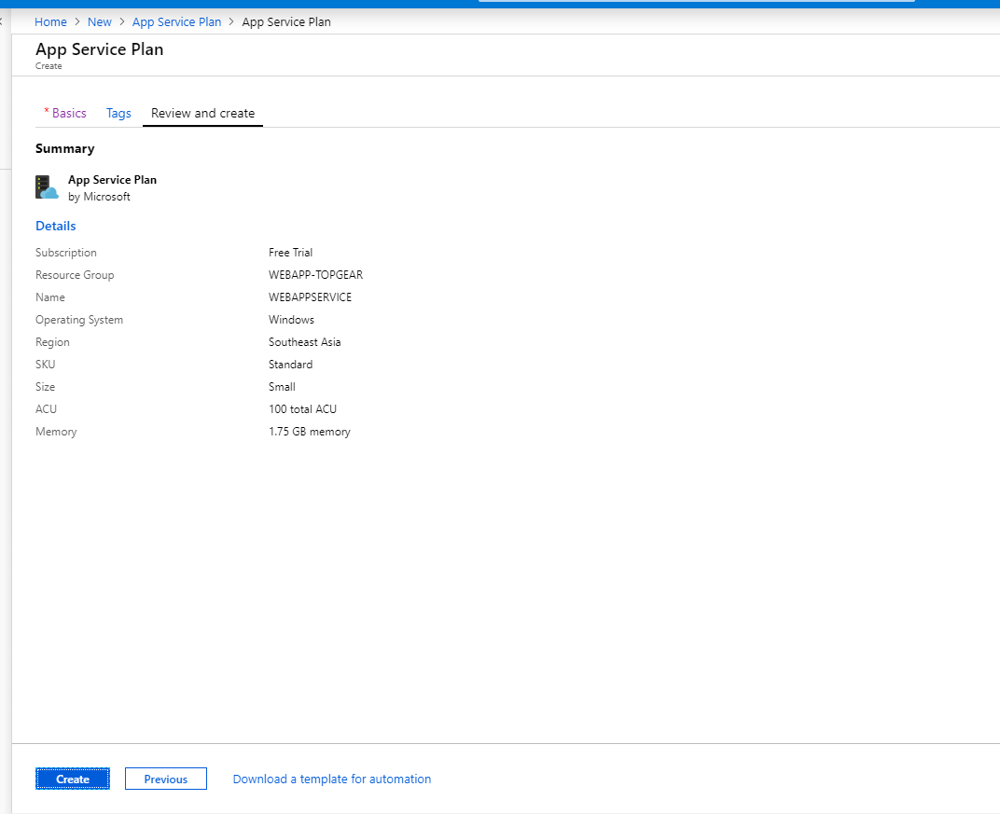 Home > New > App Service Plan > App Service Plan
App Service Plan
Create
* Basics Tags Review and create
Summary
App Service Plan
by Microsoft
Details
Subscription Free Trial
Resource Group WEBAPP-TOPGEAR
Name WEBAPPSERVICE
Operating System Windows
Region Southeast Asia
SKU Standard
Size Small
ACU 100 total ACU
Memory 1.75 GB memory
Create Previous Download a template for automation